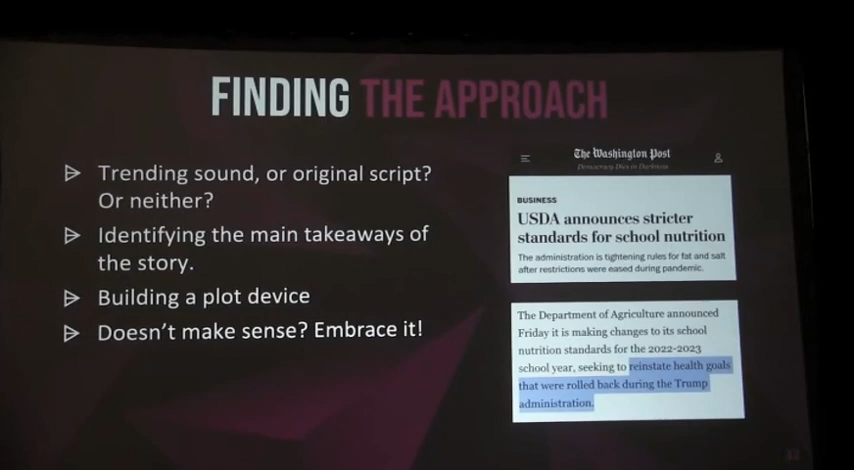 FINDING THE APPROACH
Trending sound, or original script?
Or neither?
Identifying the main takeaways of
the story.
Building a plot device
Doesn't make sense? Embrace it!
The Washington Post
Democracy Dies in Darkness
BUSINESS
USDA announces stricter
standards for school nutrition
The administration is tightening rules for fat and salt
after restrictions were eased during pandemic.
The Department of Agriculture announced
Friday it is making changes to its school
nutrition standards for the 2022-2023
school year, seeking to reinstate health goals
that were rolled back during the Trump
administration.